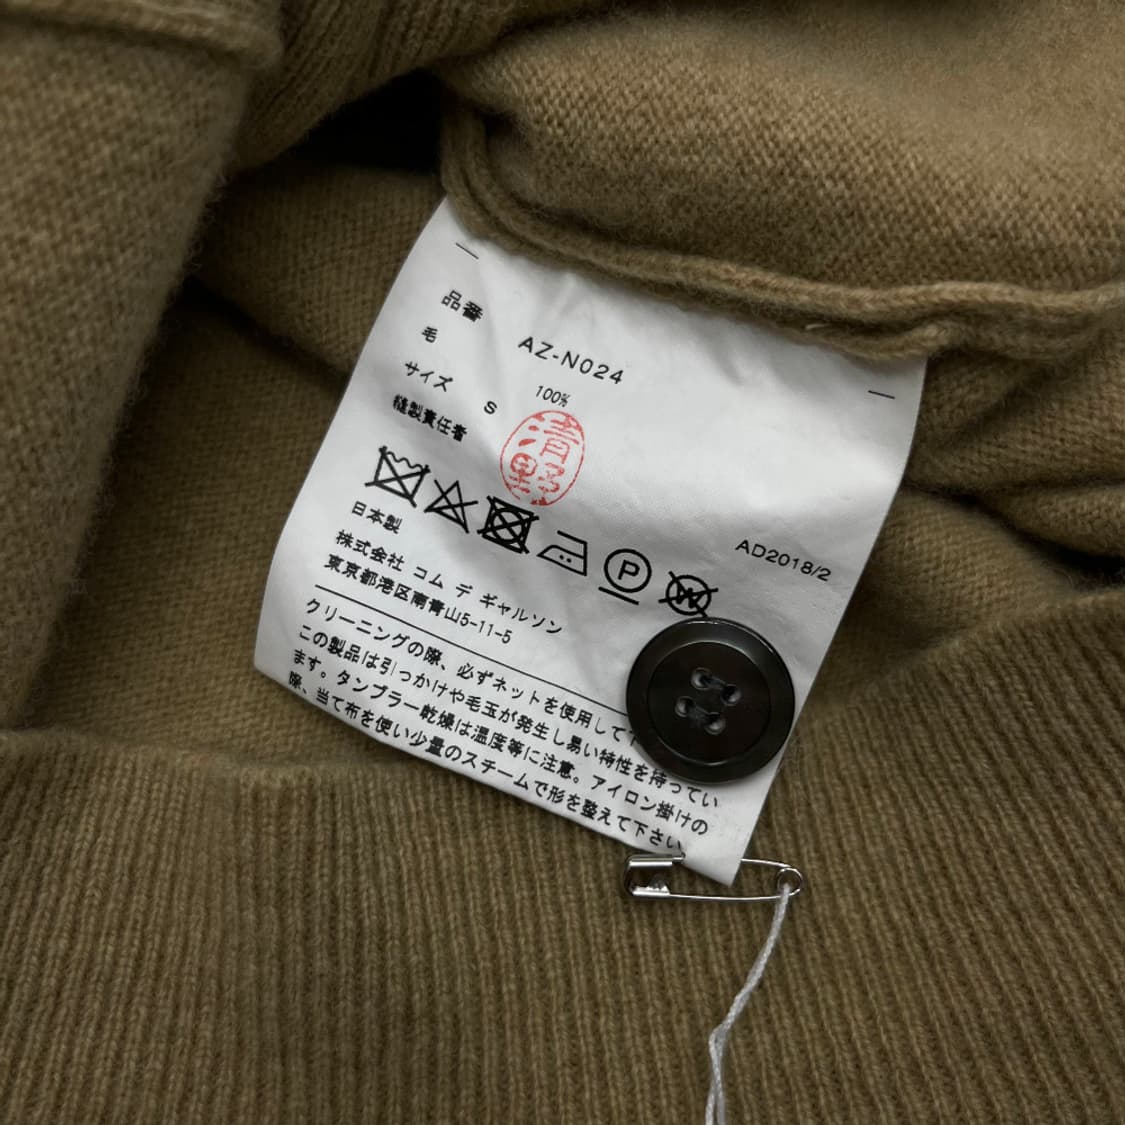 品番 AZ-N024
毛 100%
サイズ S
縫製責任者 清野
P W
日本製
AD2018/2
株式会社 コム デ ギャルソン
東京都港区南青山5-11-5
クリーニングの際、必ずネットを使用して下
この製品は引っかけや毛玉が発生し易い特性を持ってい
ます。タンブラー乾燥は温度等に注意。アイロン掛けの
際、当て布を使い少量のスチームで形を整えて下さい。